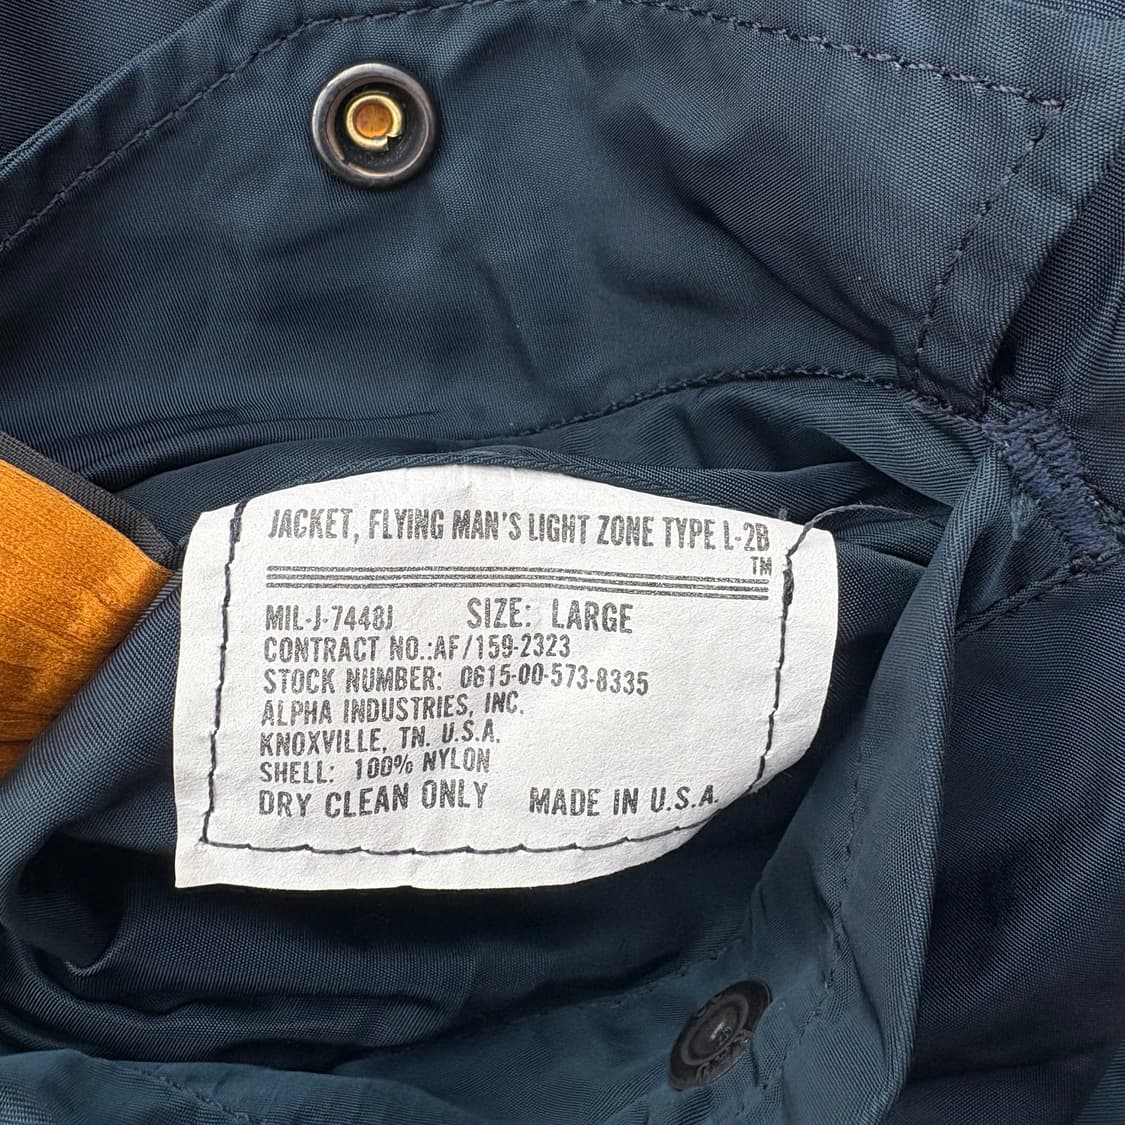 JACKET, FLYING MAN'S LIGHT ZONE TYPE L-2B
TM
MIL-J-7448J SIZE: LARGE
CONTRACT NO.:AF/159-2323
STOCK NUMBER: 0615-00-573-8335
ALPHA INDUSTRIES, INC.
KNOXVILLE, TN. U.S.A.
SHELL: 100% NYLON
DRY CLEAN ONLY MADE IN U.S.A.